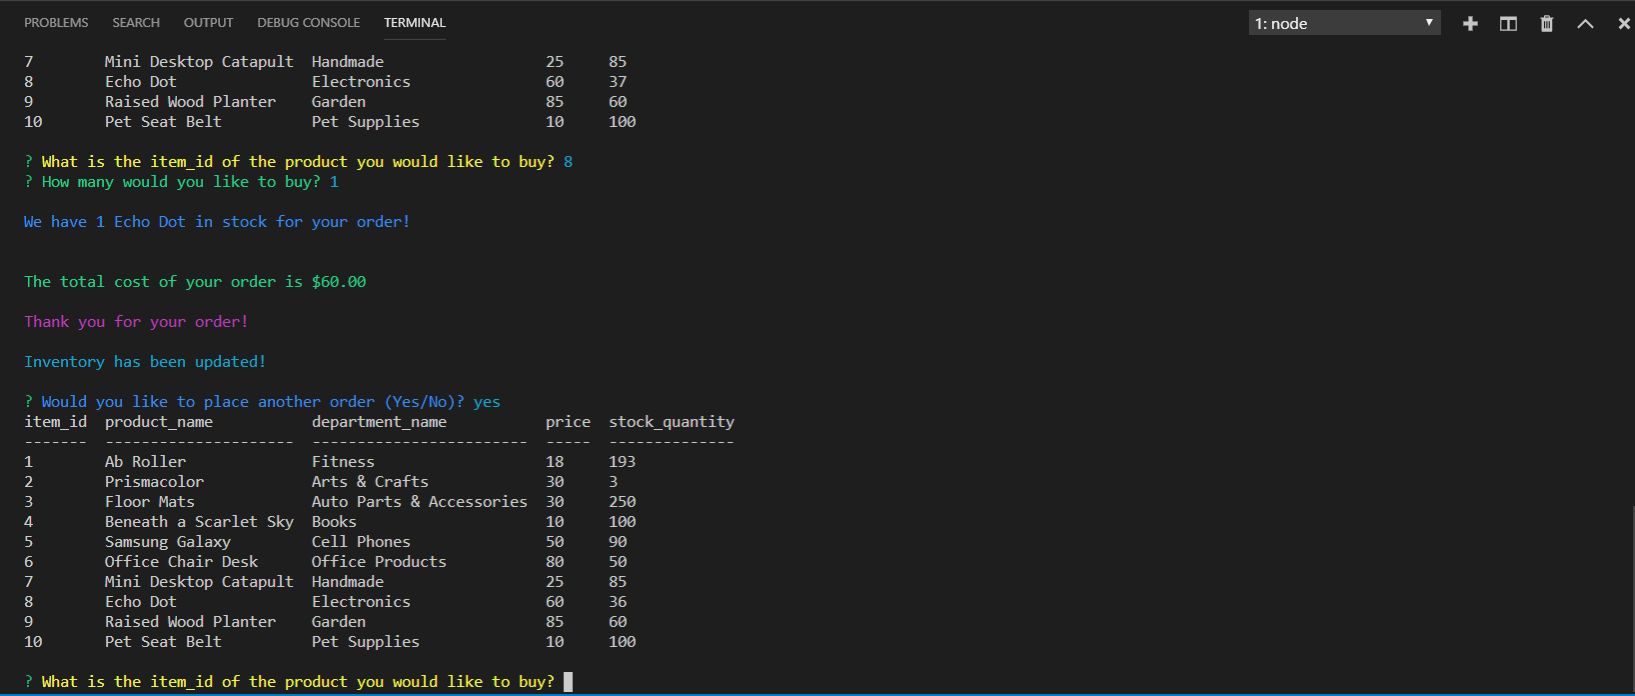 PROBLEMS SEARCH OUTPUT DEBUG CONSOLE TERMINAL 1: node
7 Mini Desktop Catapult Handmade 25 85
8 Echo Dot Electronics 60 37
9 Raised Wood Planter Garden 85 60
10 Pet Seat Belt Pet Supplies 10 100
? What is the item_id of the product you would like to buy? 8
? How many would you like to buy? 1
We have 1 Echo Dot in stock for your order!
The total cost of your order is $60.00
Thank you for your order!
Inventory has been updated!
? Would you like to place another order (Yes/No)? yes
item_id product_name department_name price stock_quantity
------- --------------------- ------------------------ ----- --------------
1 Ab Roller Fitness 18 193
2 Prismacolor Arts & Crafts 30 3
3 Floor Mats Auto Parts & Accessories 30 250
4 Beneath a Scarlet Sky Books 10 100
5 Samsung Galaxy Cell Phones 50 90
6 Office Chair Desk Office Products 80 50
7 Mini Desktop Catapult Handmade 25 85
8 Echo Dot Electronics 60 36
9 Raised Wood Planter Garden 85 60
10 Pet Seat Belt Pet Supplies 10 100
? What is the item_id of the product you would like to buy?